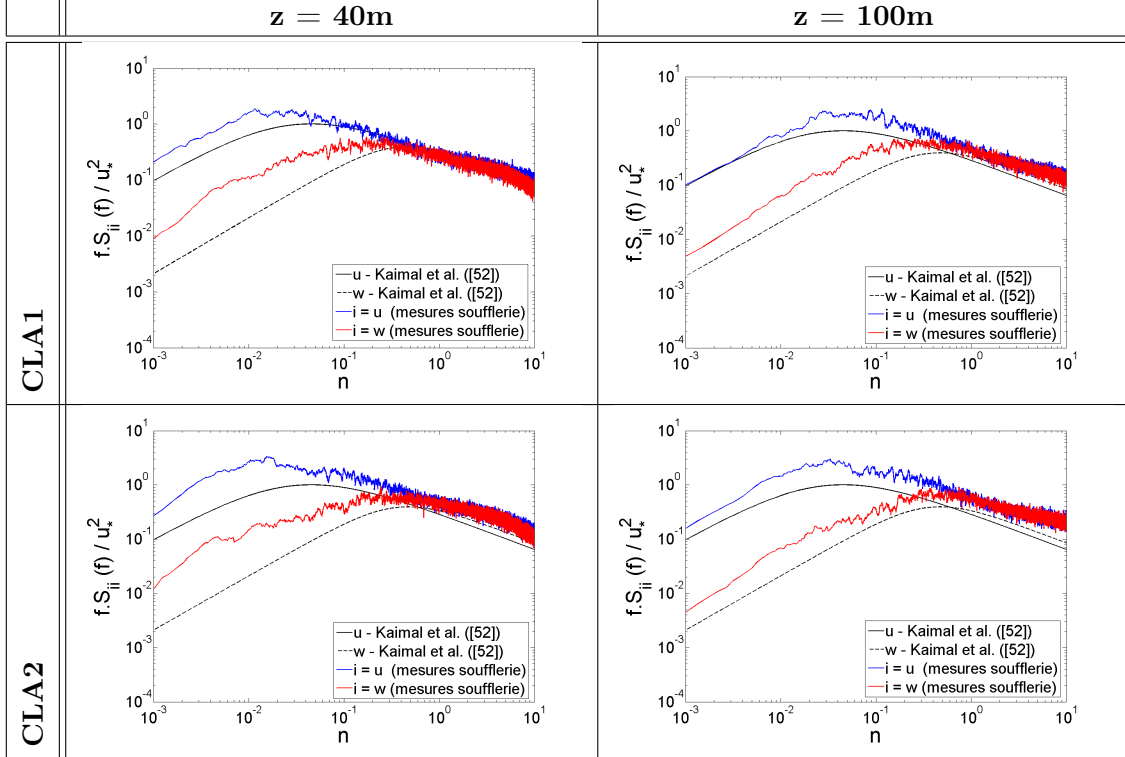 z = 40m
z = 100m
CLA1
10^1
10^0
10^-1
10^-2
10^-3
10^-4
f.S_ii (f) / u_*^2
u - Kaimal et al. ([52])
w - Kaimal et al. ([52])
i = u (mesures soufflerie)
i = w (mesures soufflerie)
10^-3
10^-2
10^-1
10^0
10^1
n
10^1
10^0
10^-1
10^-2
10^-3
10^-4
f.S_ii (f) / u_*^2
u - Kaimal et al. ([52])
w - Kaimal et al. ([52])
i = u (mesures soufflerie)
i = w (mesures soufflerie)
10^-3
10^-2
10^-1
10^0
10^1
n
CLA2
10^1
10^0
10^-1
10^-2
10^-3
10^-4
f.S_ii (f) / u_*^2
u - Kaimal et al. ([52])
w - Kaimal et al. ([52])
i = u (mesures soufflerie)
i = w (mesures soufflerie)
10^-3
10^-2
10^-1
10^0
10^1
n
10^1
10^0
10^-1
10^-2
10^-3
10^-4
f.S_ii (f) / u_*^2
u - Kaimal et al. ([52])
w - Kaimal et al. ([52])
i = u (mesures soufflerie)
i = w (mesures soufflerie)
10^-3
10^-2
10^-1
10^0
10^1
n